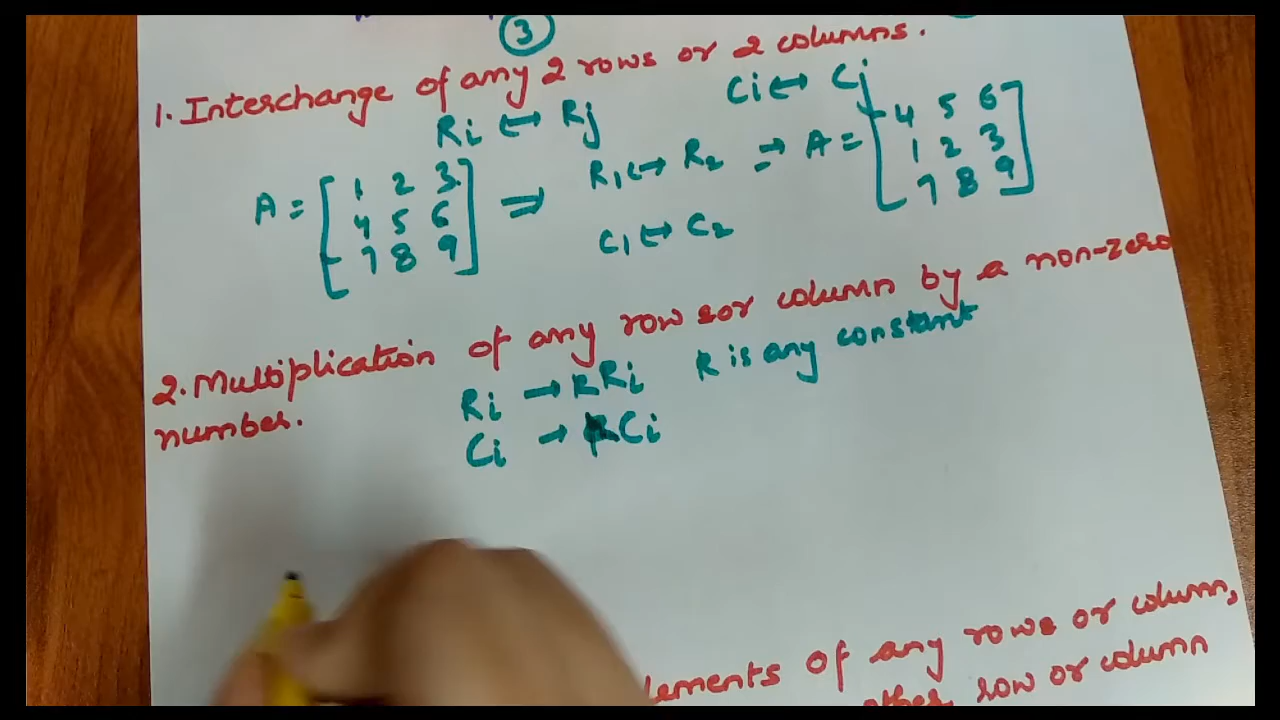 3
1. Interchange of any 2 rows or 2 columns.
Ri ↔ Rj Ci ↔ Cj
A = [1 2 3 ⇒ R1 ↔ R2 ⇒ A = [4 5 6
4 5 6 C1 ↔ C2 1 2 3
7 8 9] 7 8 9]
2. Multiplication of any row or column by a non-zero
number. Ri → kRi k is any constant
Ci → kCi
lements of any rows or column,
other row or column